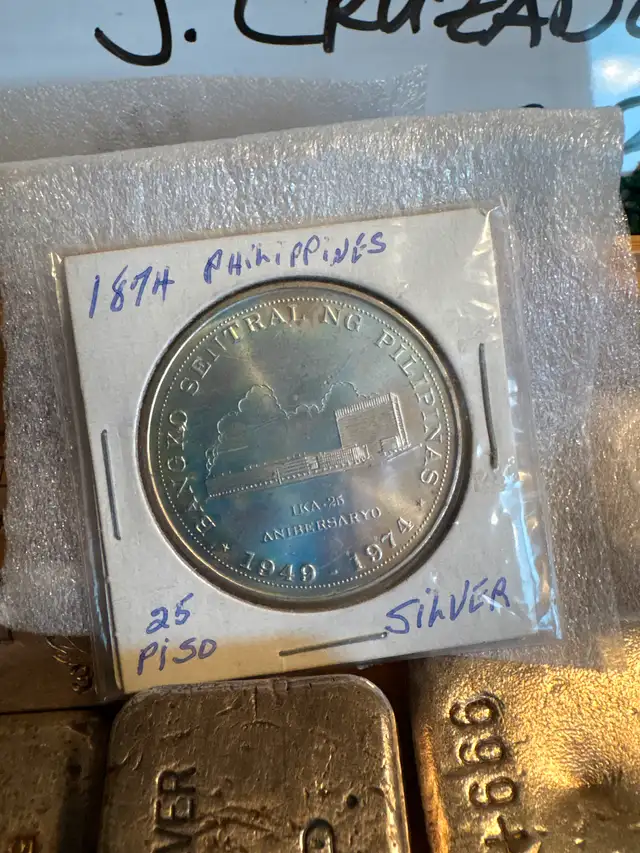 J. CRUZADO
1874 PHILIPPINES
BANGKO SENTRAL NG PILIPINAS
IKA-25
ANIBERSARYO
1949 - 1974
25
PISO
SILVER
999+